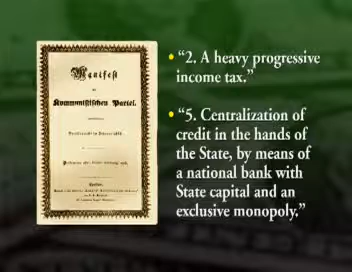 Manifest
der
Kommunistischen Partei.
• “2. A heavy progressive
income tax.”
• “5. Centralization of
credit in the hands of
the State, by means of
a national bank with
State capital and an
exclusive monopoly.”